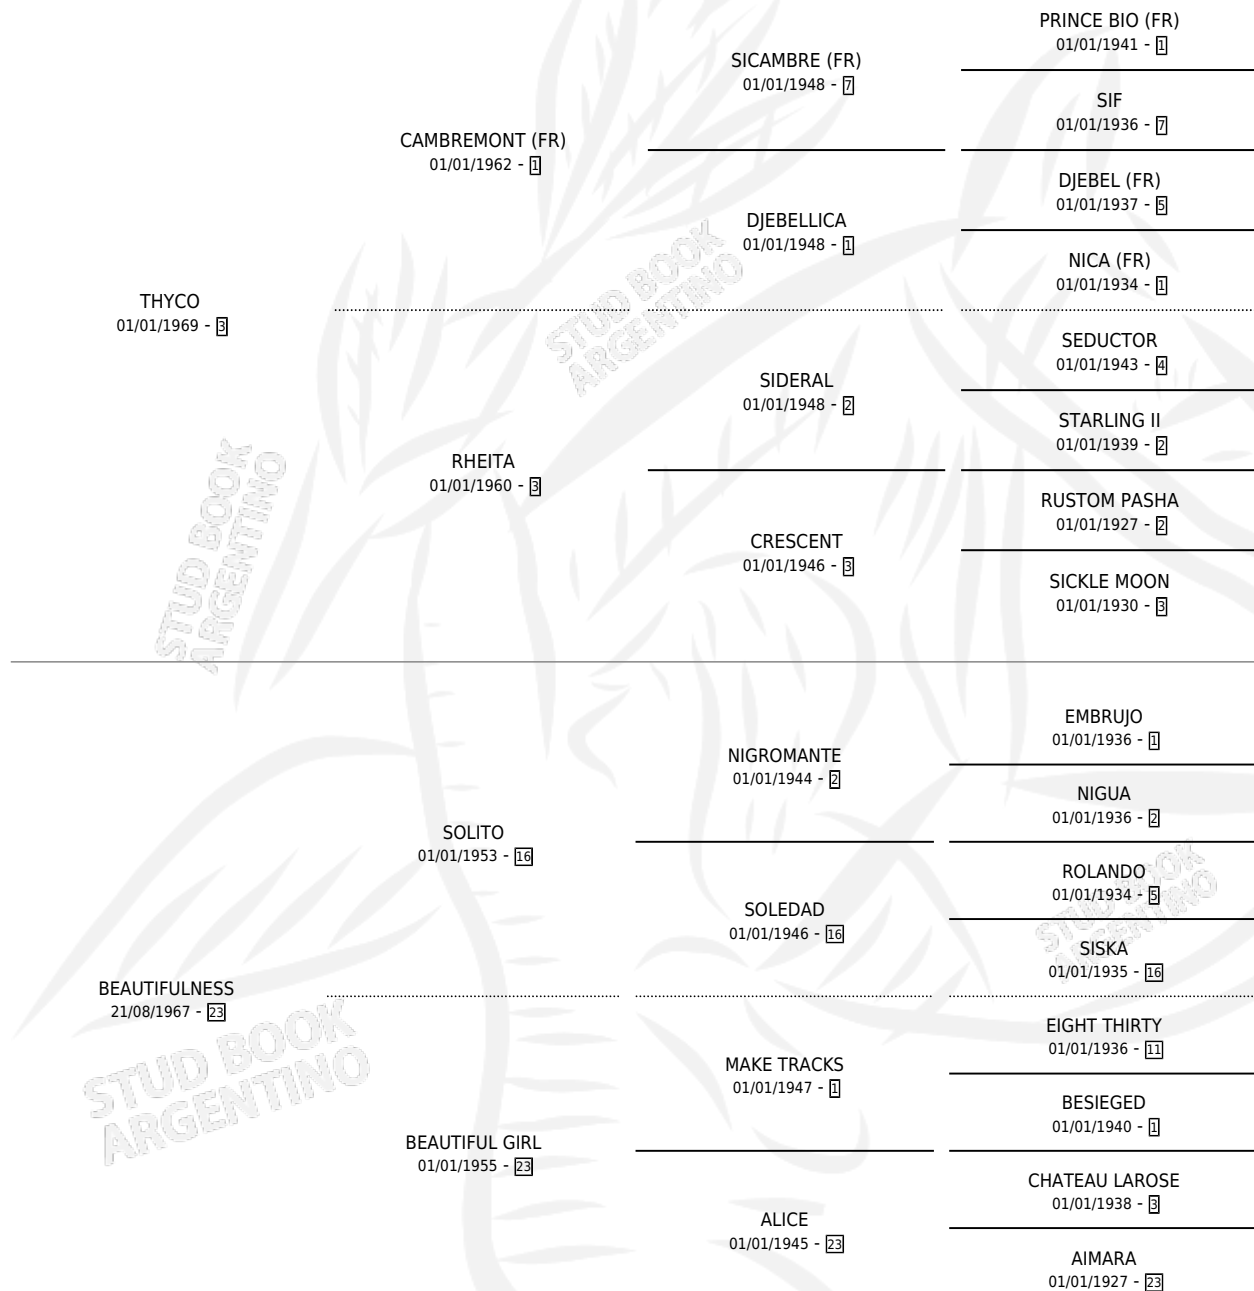 PRINCE BIO (FR)
01/01/1941 - 1
SICAMBRE (FR)
01/01/1948 - 7
SIF
01/01/1936 - 7
CAMBREMONT (FR)
01/01/1962 - 1
DJEBEL (FR)
01/01/1937 - 5
DJEBELLICA
01/01/1948 - 1
NICA (FR)
01/01/1934 - 1
THYCO
01/01/1969 - 3
SEDUCTOR
01/01/1943 - 4
SIDERAL
01/01/1948 - 2
STARLING II
01/01/1939 - 2
RHEITA
01/01/1960 - 3
RUSTOM PASHA
01/01/1927 - 2
CRESCENT
01/01/1946 - 3
SICKLE MOON
01/01/1930 - 3
EMBRUJO
01/01/1936 - 1
NIGROMANTE
01/01/1944 - 2
NIGUA
01/01/1936 - 2
SOLITO
01/01/1953 - 16
ROLANDO
01/01/1934 - 5
SOLEDAD
01/01/1946 - 16
SISKA
01/01/1935 - 16
BEAUTIFULNESS
21/08/1967 - 23
EIGHT THIRTY
01/01/1936 - 11
MAKE TRACKS
01/01/1947 - 1
BESIEGED
01/01/1940 - 1
BEAUTIFUL GIRL
01/01/1955 - 23
CHATEAU LAROSE
01/01/1938 - 3
ALICE
01/01/1945 - 23
AIMARA
01/01/1927 - 23
STUD BOOK
ARGENTINO
STUD BOOK
ARGENTINO
STUD BOOK
ARGENTINO
STUD BOOK
ARGENTINO